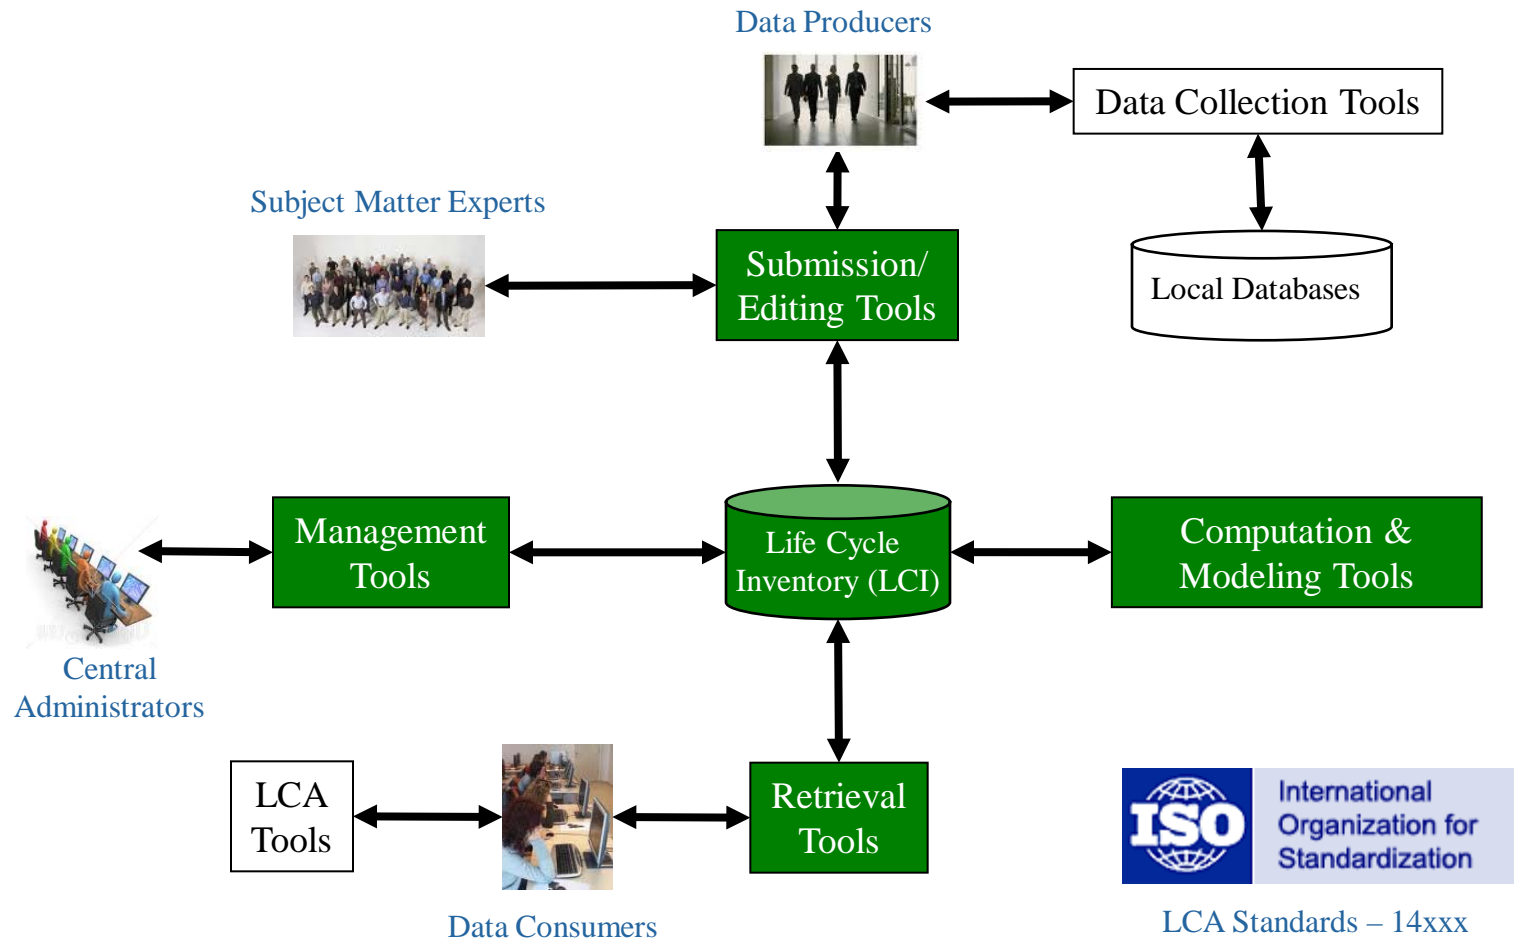 Data Producers
Data Collection Tools
Subject Matter Experts
Submission/
Editing Tools
Local Databases
Management
Tools
Life Cycle
Inventory (LCI)
Computation &
Modeling Tools
Central
Administrators
LCA
Tools
Retrieval
Tools
Data Consumers
ISO
International
Organization for
Standardization
LCA Standards – 14xxx